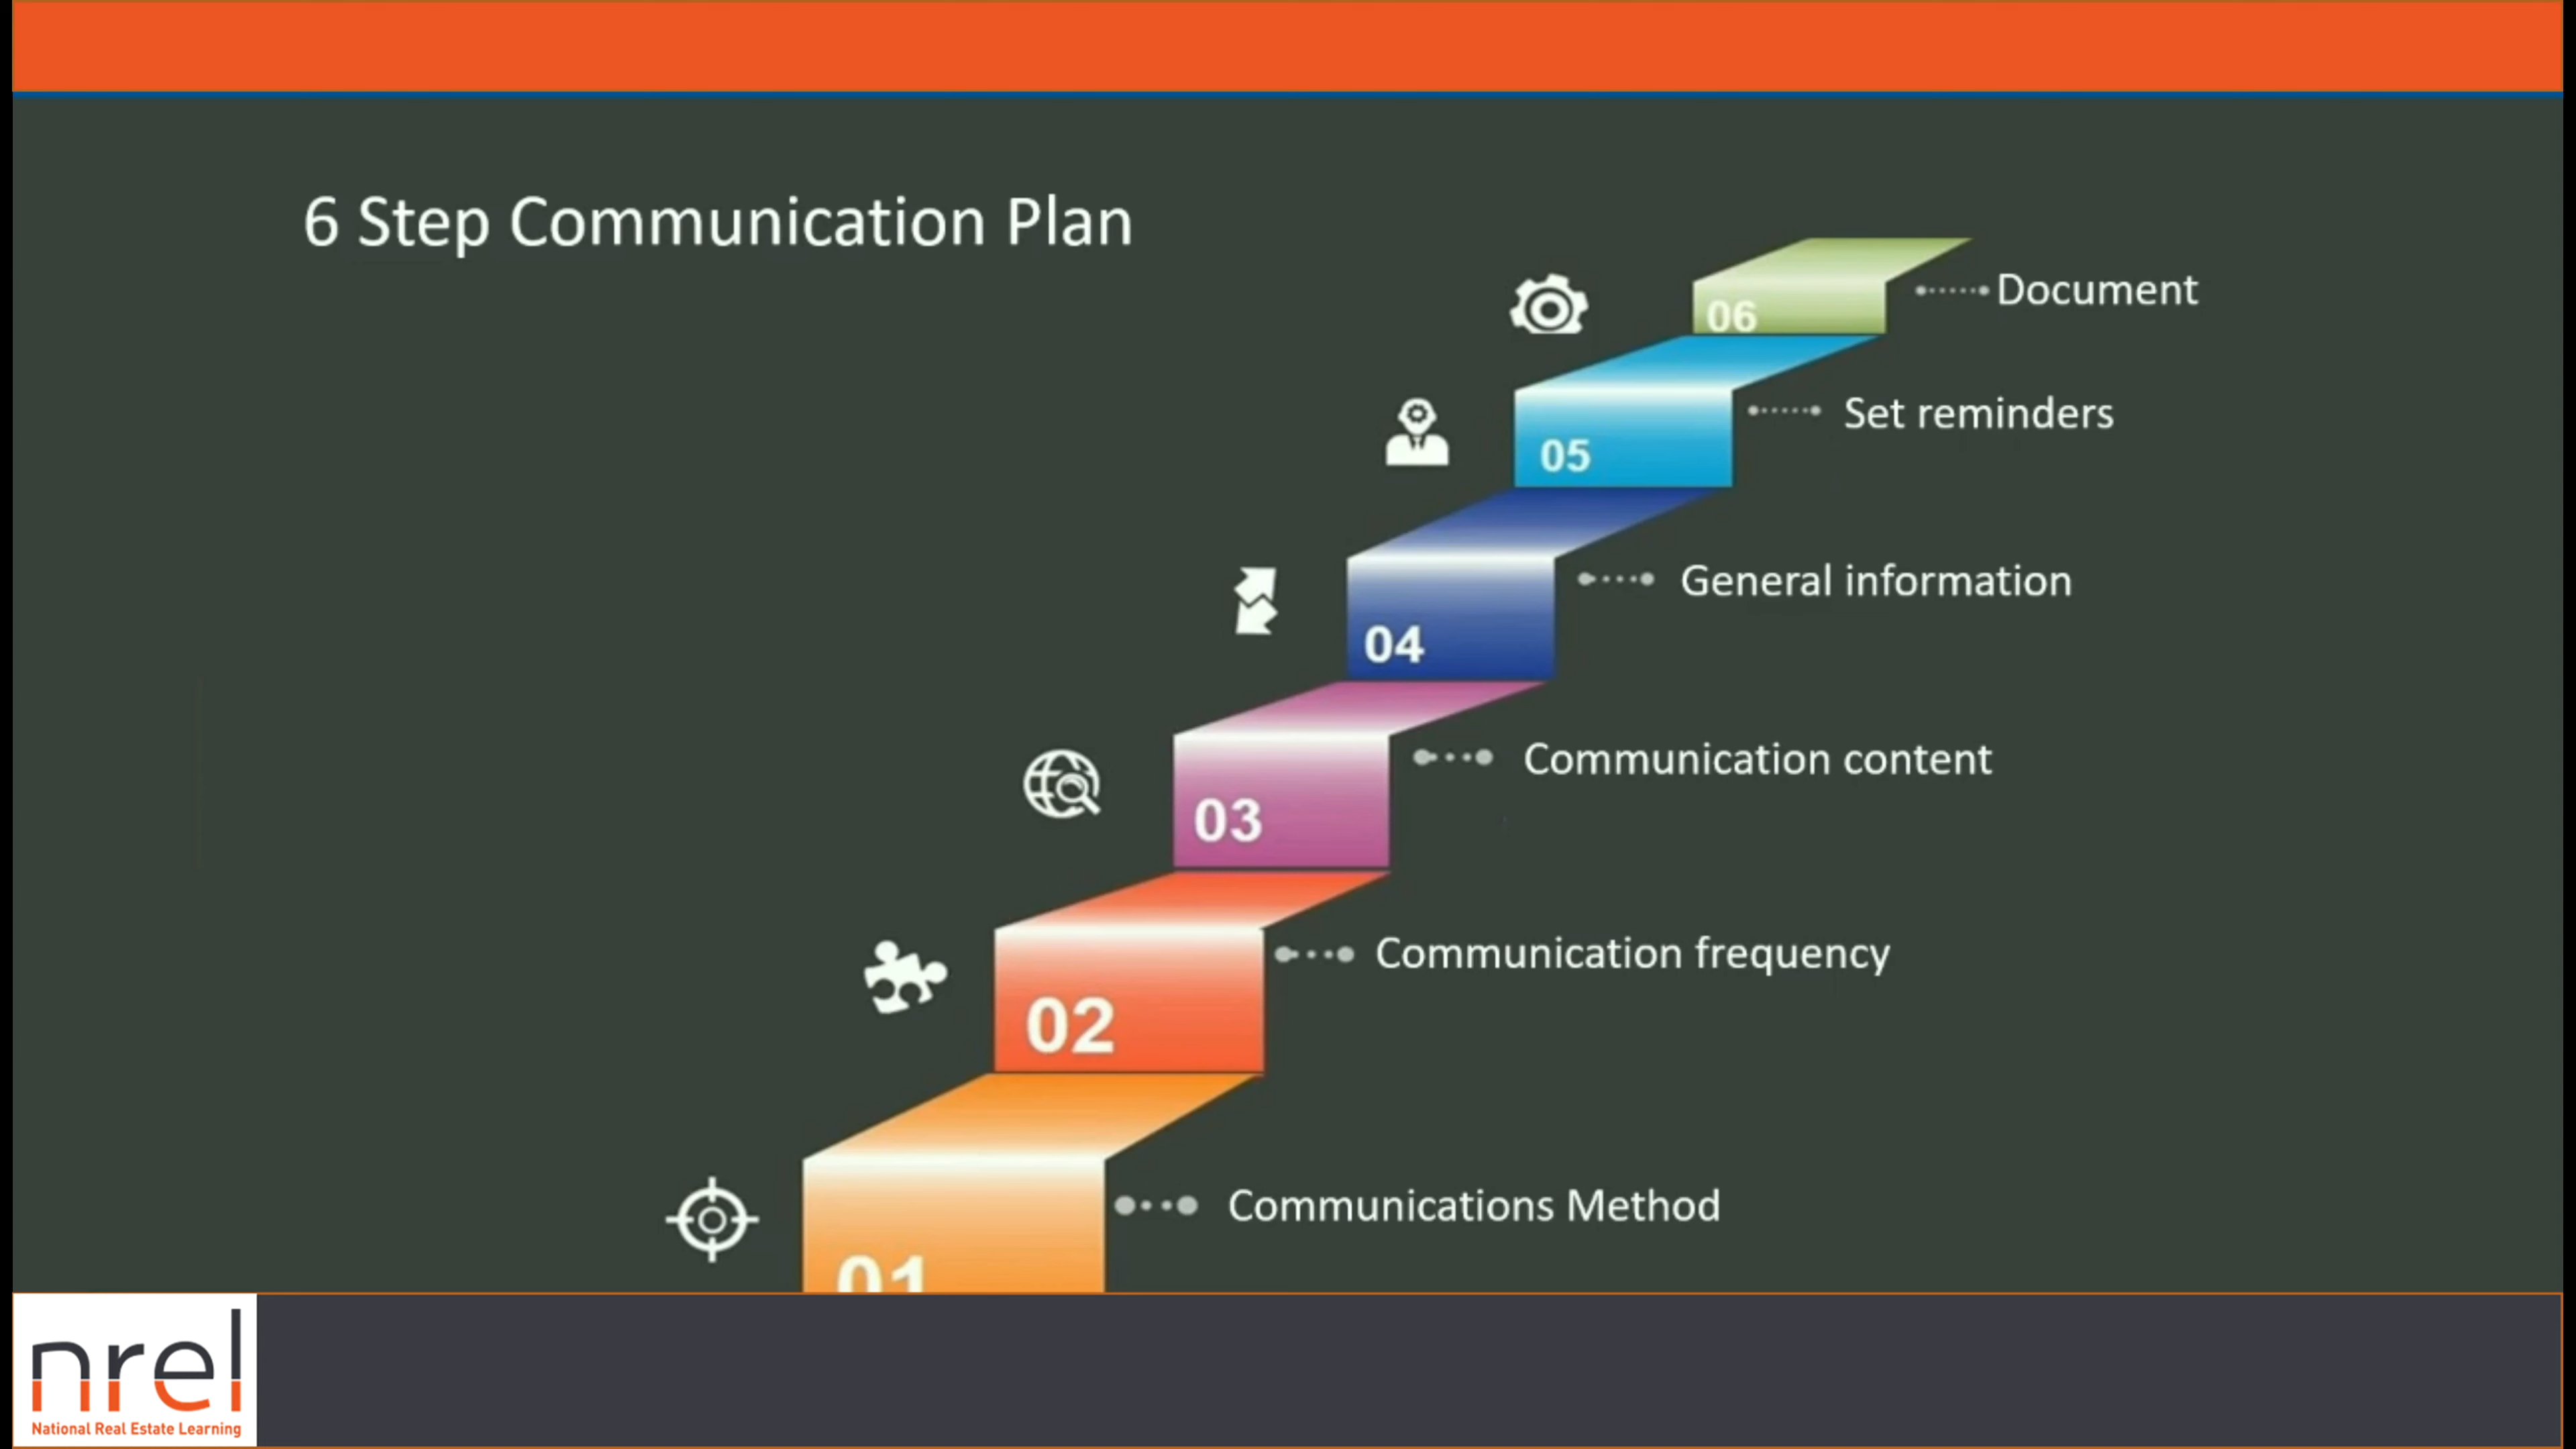 6 Step Communication Plan
06
Document
05
Set reminders
04
General information
03
Communication content
02
Communication frequency
01
Communications Method
nrel
National Real Estate Learning